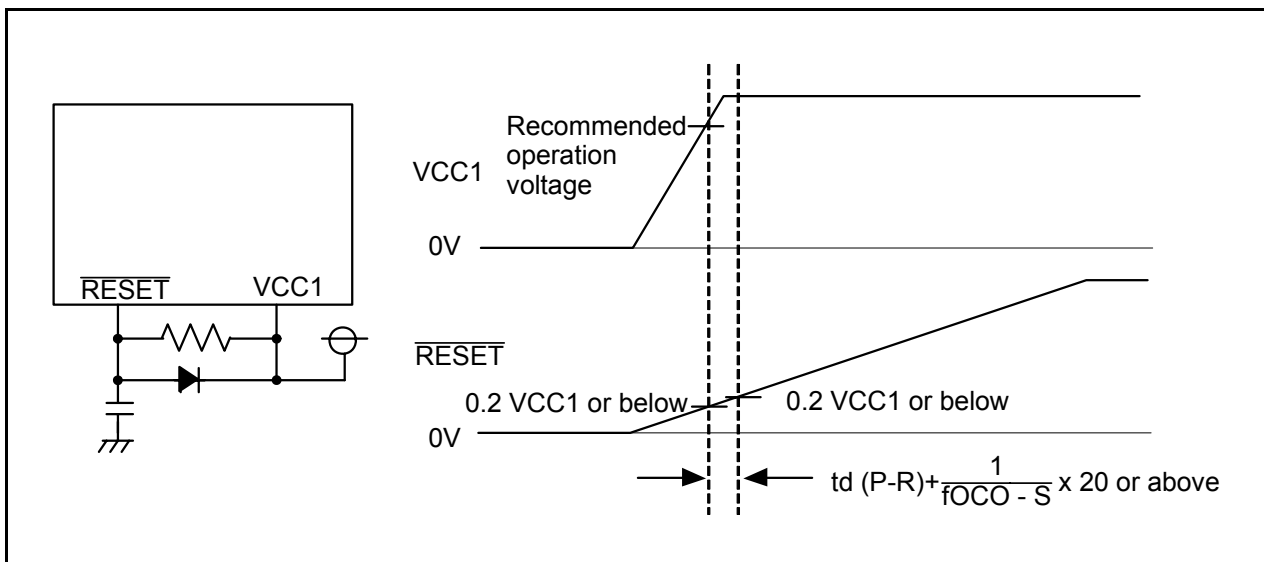 RESET
VCC1
Recommended
operation
voltage
VCC1
0V
RESET
0.2 VCC1 or below
0.2 VCC1 or below
0V
td (P-R)+ 1/fOCO - S x 20 or above